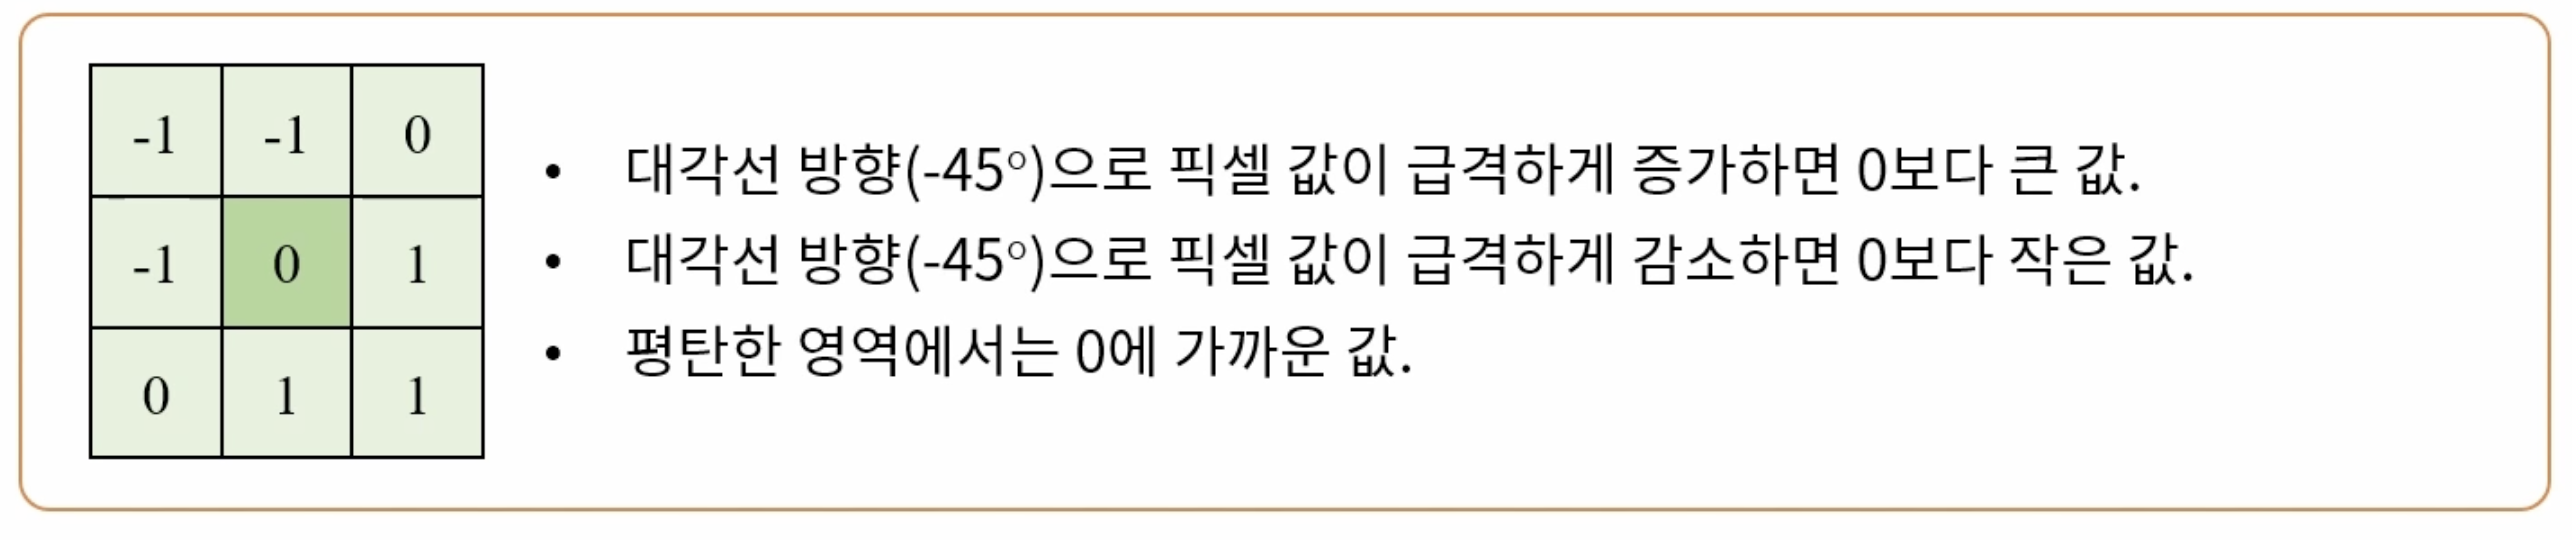 -1 -1 0
-1 0 1
0 1 1
• 대각선 방향(-45°)으로 픽셀 값이 급격하게 증가하면 0보다 큰 값.
• 대각선 방향(-45°)으로 픽셀 값이 급격하게 감소하면 0보다 작은 값.
• 평탄한 영역에서는 0에 가까운 값.